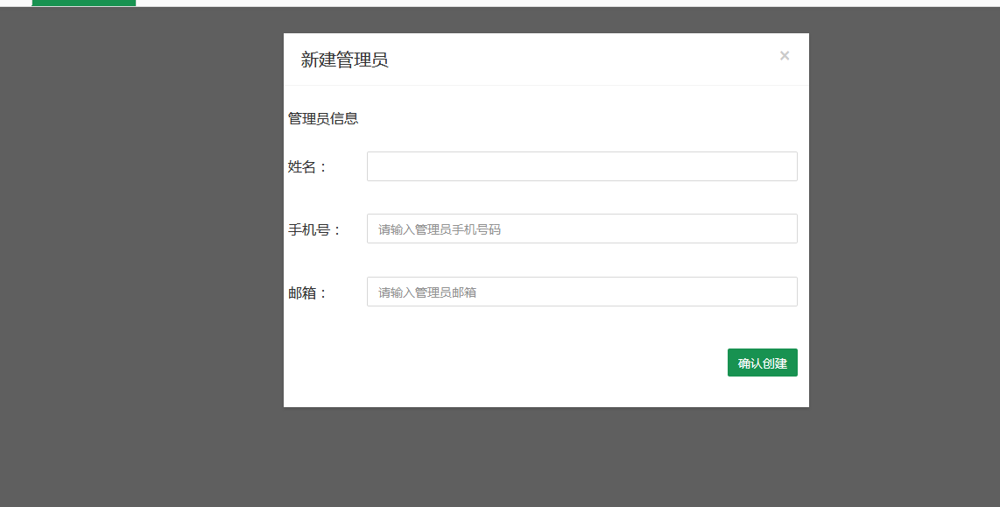 新建管理员
×
管理员信息
姓名：
手机号：
请输入管理员手机号码
邮箱：
请输入管理员邮箱
确认创建